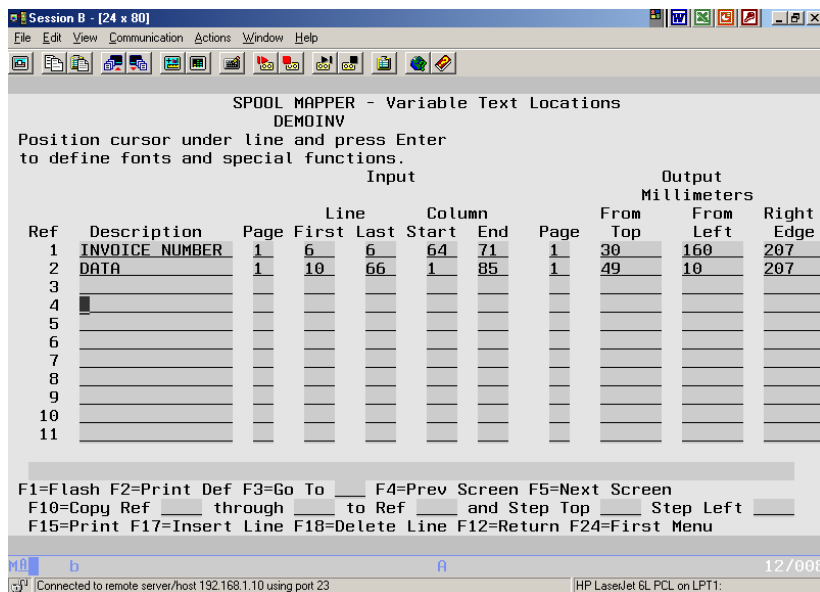 Session B - [24 x 80]
File Edit View Communication Actions Window Help
SPOOL MAPPER - Variable Text Locations
DEMOINV
Position cursor under line and press Enter
to define fonts and special functions.
Input Output
Millimeters
Line Column From From Right
Ref Description Page First Last Start End Page Top Left Edge
1 INVOICE NUMBER 1 6 6 64 71 1 30 160 207
2 DATA 1 10 66 1 85 1 49 10 207
3
4
5
6
7
8
9
10
11
F1=Flash F2=Print Def F3=Go To ___ F4=Prev Screen F5=Next Screen
F10=Copy Ref ____ through ____ to Ref ____ and Step Top ____ Step Left ____
F15=Print F17=Insert Line F18=Delete Line F12=Return F24=First Menu
MA b A 12/008
Connected to remote server/host 192.168.1.10 using port 23 HP LaserJet 6L PCL on LPT1: